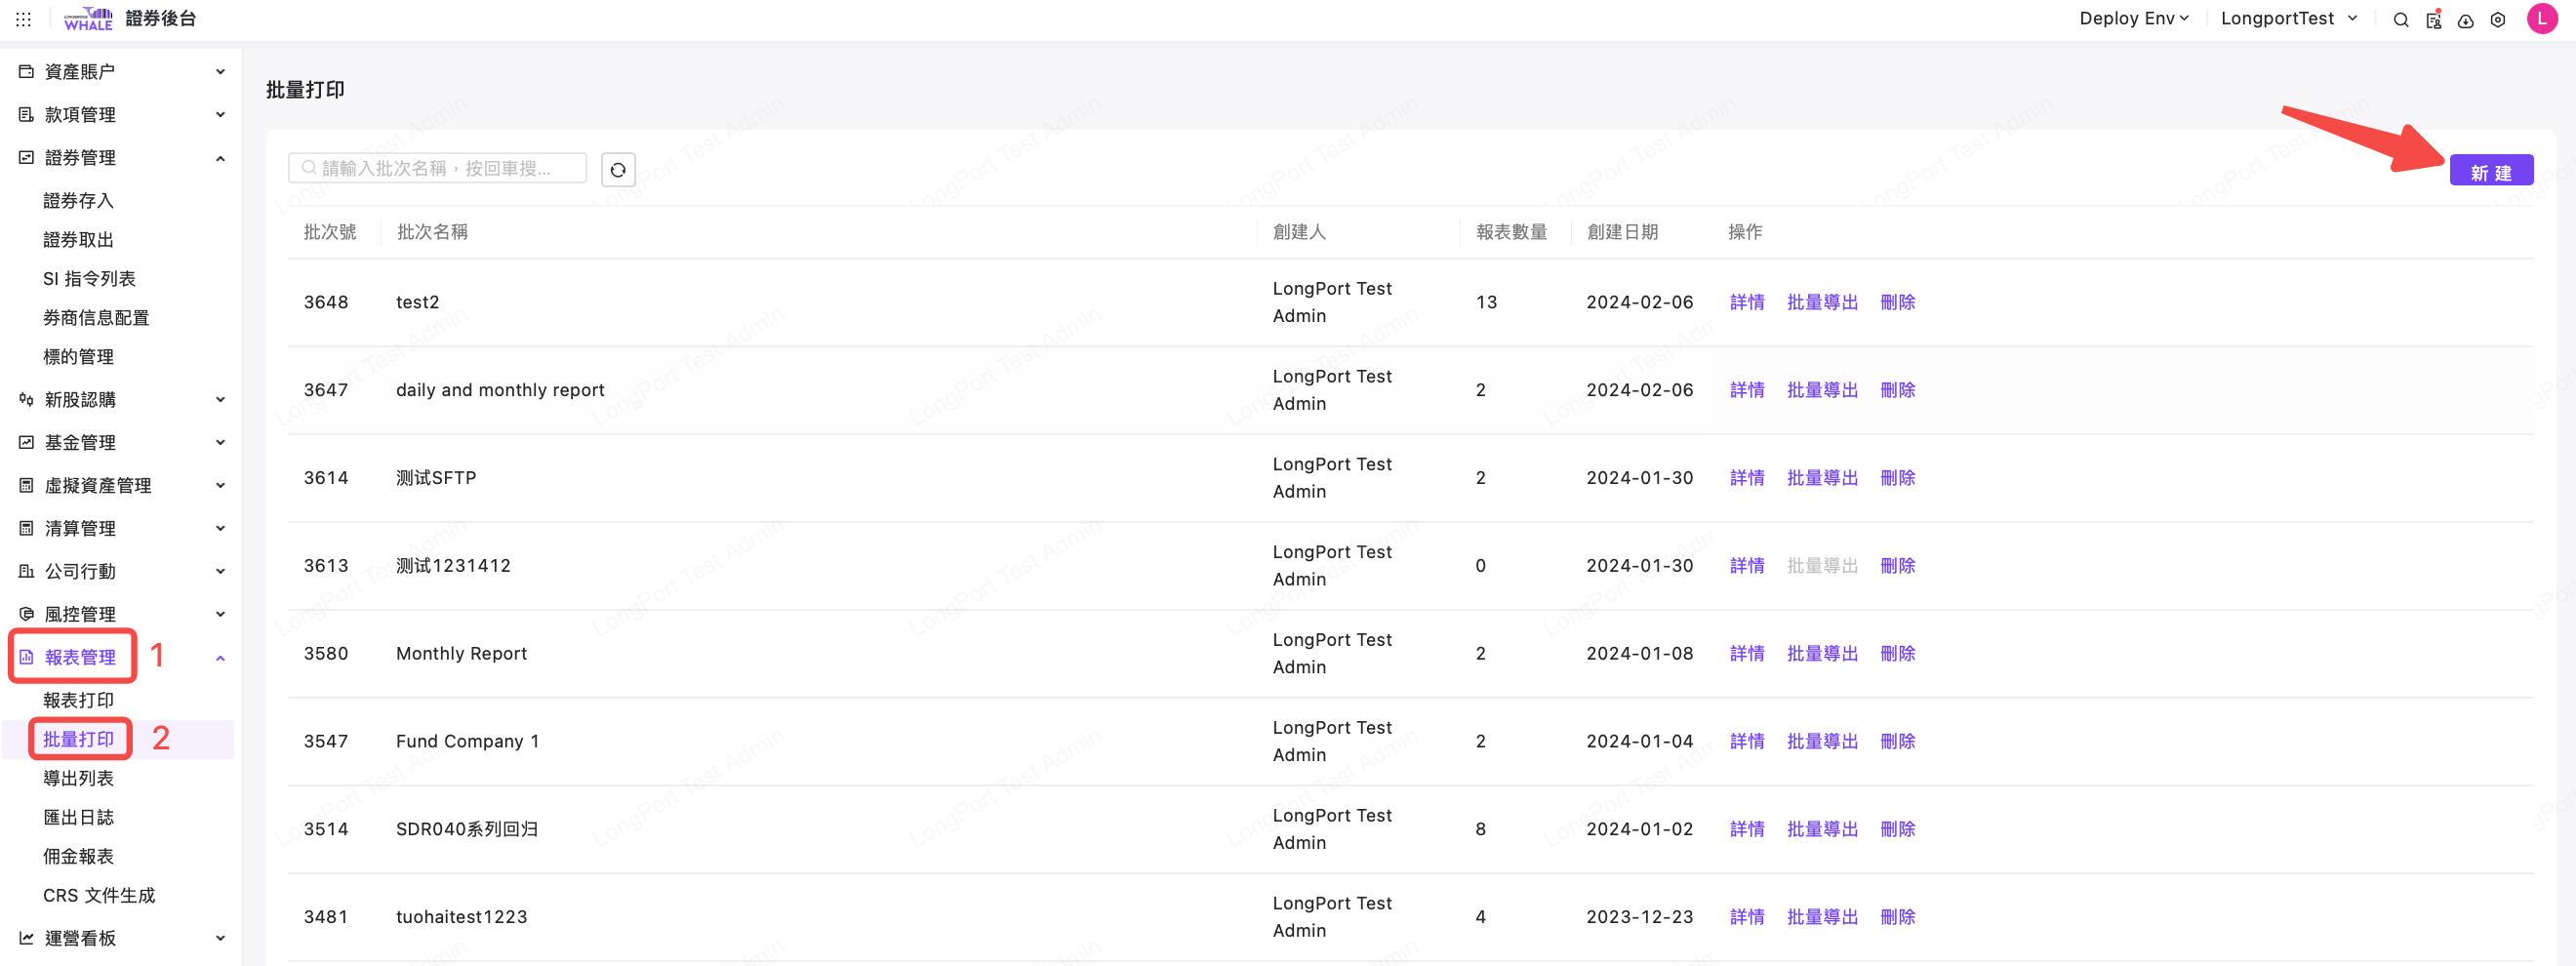 LONGBRIDGE WHALE 證券後台 Deploy Env LongportTest L
資產賬户
款項管理
證券管理
證券存入
證券取出
SI 指令列表
劵商信息配置
標的管理
新股認購
基金管理
虛擬資產管理
清算管理
公司行動
風控管理
報表管理 1
報表打印
批量打印 2
導出列表
匯出日誌
佣金報表
CRS 文件生成
運營看板
批量打印
請輸入批次名稱，按回車搜...
新 建
批次號 批次名稱 創建人 報表數量 創建日期 操作
3648 test2 LongPort Test Admin 13 2024-02-06 詳情 批量導出 刪除
3647 daily and monthly report LongPort Test Admin 2 2024-02-06 詳情 批量導出 刪除
3614 测试SFTP LongPort Test Admin 2 2024-01-30 詳情 批量導出 刪除
3613 测试1231412 LongPort Test Admin 0 2024-01-30 詳情 批量導出 刪除
3580 Monthly Report LongPort Test Admin 2 2024-01-08 詳情 批量導出 刪除
3547 Fund Company 1 LongPort Test Admin 2 2024-01-04 詳情 批量導出 刪除
3514 SDR040系列回归 LongPort Test Admin 8 2024-01-02 詳情 批量導出 刪除
3481 tuohaitest1223 LongPort Test Admin 4 2023-12-23 詳情 批量導出 刪除
LongPort Test Admin